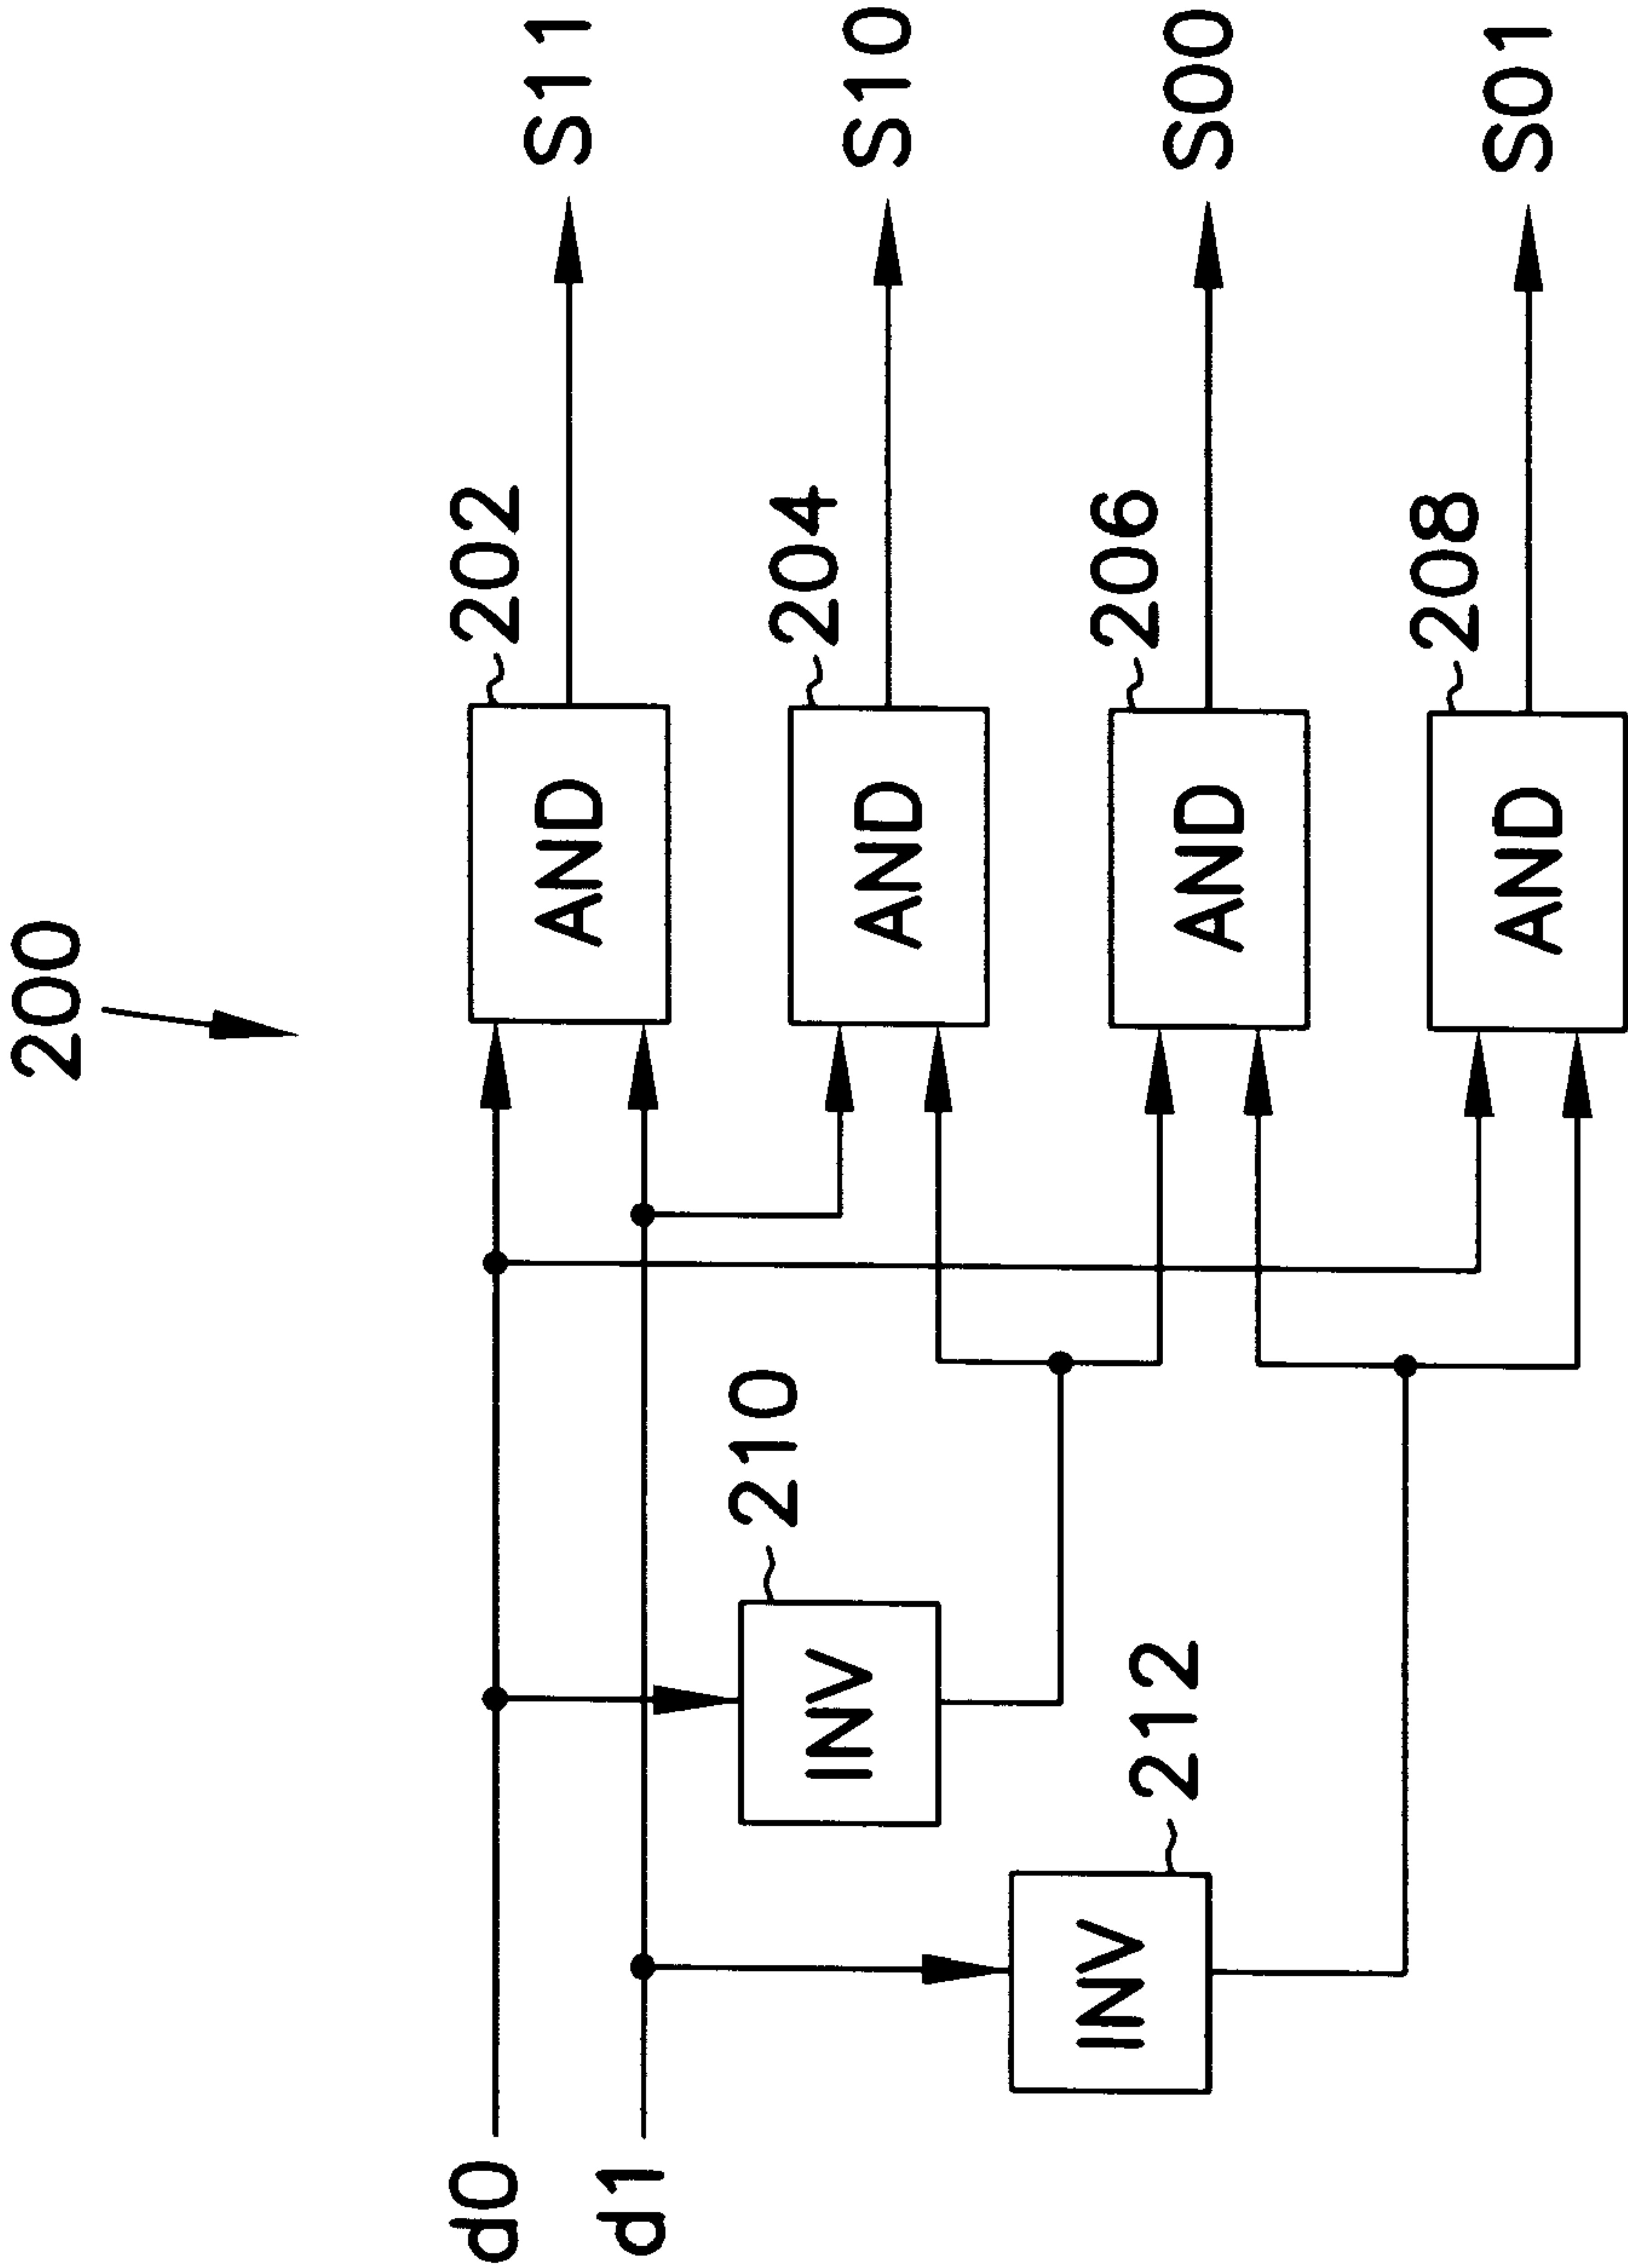 200
202
AND
S11
204
AND
S10
206
AND
S00
208
AND
S01
210
INV
212
INV
d0
d1